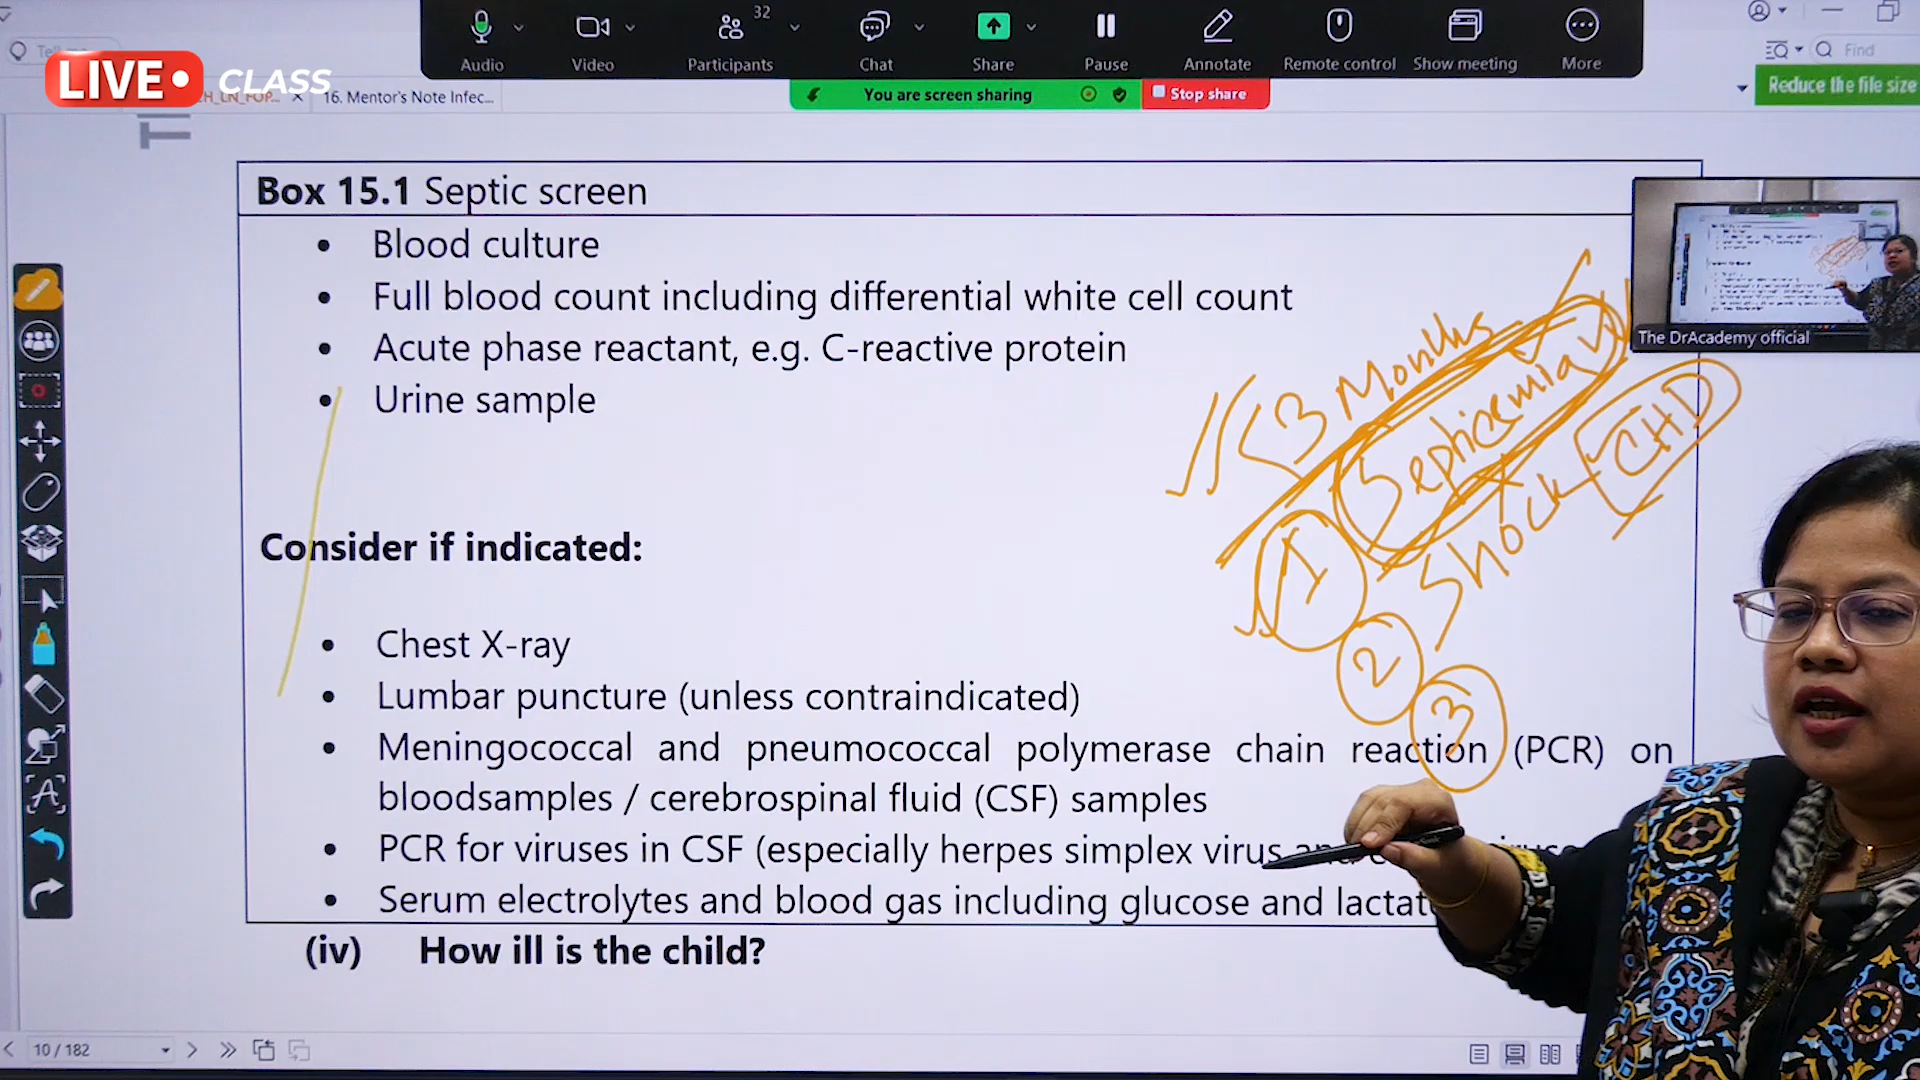 32
Audio
Video
Participants
Chat
Share
Pause
Annotate
Remote control
Show meeting
More
Find
LIVE CLASS
You are screen sharing
Stop share
Reduce the file size
16. Mentor's Note Infec...
Box 15.1 Septic screen
• Blood culture
• Full blood count including differential white cell count
• Acute phase reactant, e.g. C-reactive protein
• Urine sample
The DrAcademy official
<3 Months
Septicemia
Shock
CHD
1
2
3
Consider if indicated:
• Chest X-ray
• Lumbar puncture (unless contraindicated)
• Meningococcal and pneumococcal polymerase chain reaction (PCR) on
bloodsamples / cerebrospinal fluid (CSF) samples
• PCR for viruses in CSF (especially herpes simplex virus
• Serum electrolytes and blood gas including glucose and
(iv) How ill is the child?
10 / 182